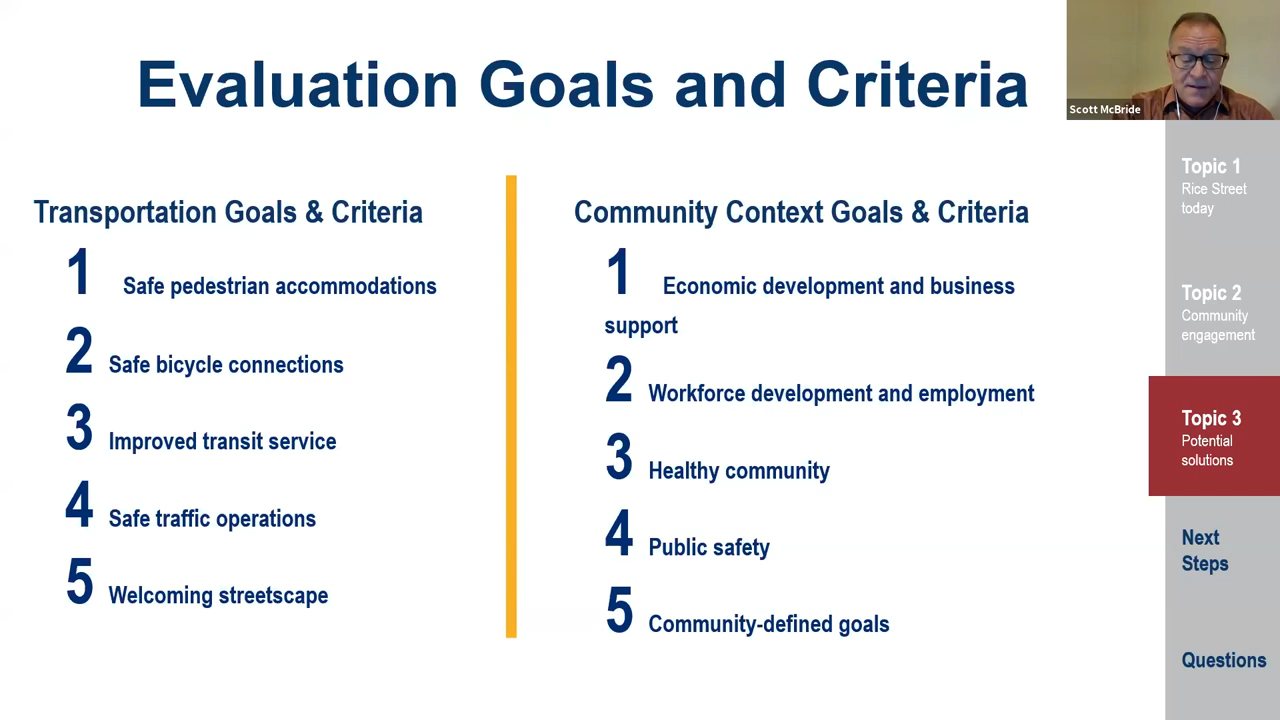 Evaluation Goals and Criteria
Scott McBride
Transportation Goals & Criteria
1 Safe pedestrian accommodations
2 Safe bicycle connections
3 Improved transit service
4 Safe traffic operations
5 Welcoming streetscape
Community Context Goals & Criteria
1 Economic development and business
support
2 Workforce development and employment
3 Healthy community
4 Public safety
5 Community-defined goals
Topic 1
Rice Street
today
Topic 2
Community
engagement
Topic 3
Potential
solutions
Next
Steps
Questions